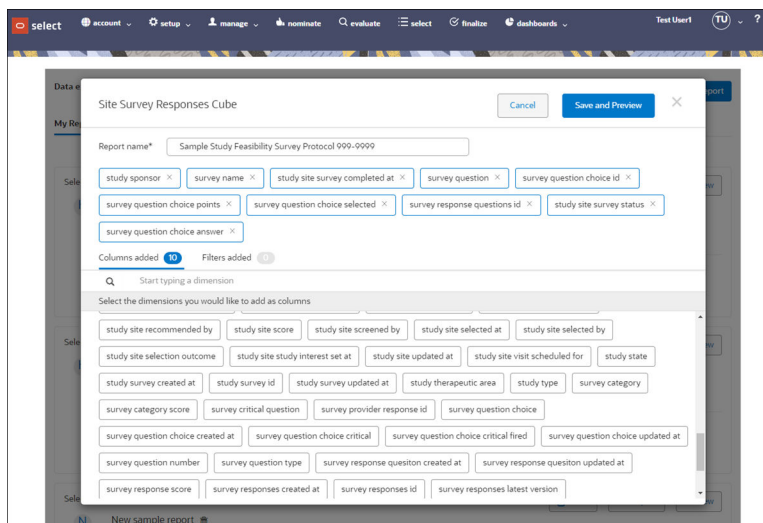 select account setup manage nominate evaluate select finalize dashboards Test User1 TU ?
Data e
port
Site Survey Responses Cube Cancel Save and Preview
My Re
Report name* Sample Study Feasibility Survey Protocol 999-9999
study sponsor × survey name × study site survey completed at × survey question × survey question choice id ×
Sele
survey question choice points × survey question choice selected × survey response questions id × study site survey status ×
survey question choice answer ×
Columns added 10 Filters added 0
Start typing a dimension
Select the dimensions you would like to add as columns
study site recommended by study site score study site screened by study site selected at study site selected by
Sele
study site selection outcome study site study interest set at study site updated at study site visit scheduled for study state
study survey created at study survey id study survey updated at study therapeutic area study type survey category
survey category score survey critical question survey provider response id survey question choice
survey question choice created at survey question choice critical survey question choice critical fired survey question choice updated at
survey question number survey question type survey response quesiton created at survey response quesiton updated at
survey response score survey responses created at survey responses id survey responses latest version
Sele
N New sample report